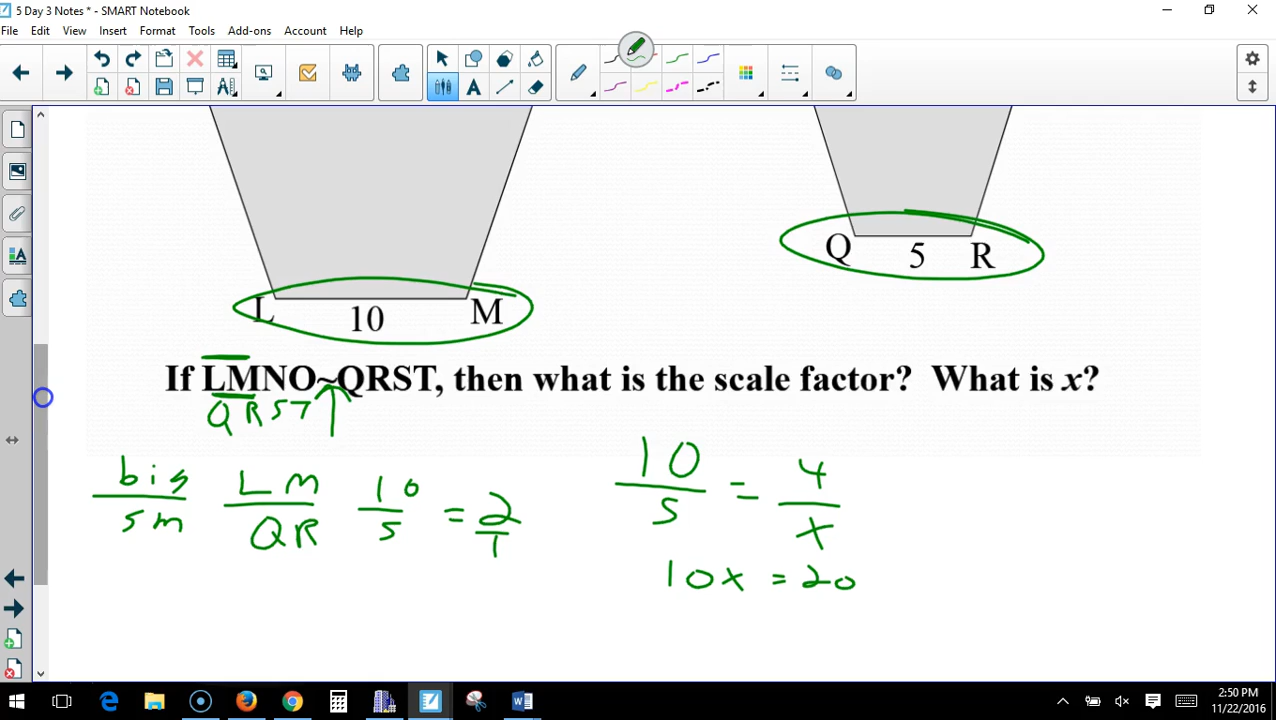 5 Day 3 Notes * - SMART Notebook
File Edit View Insert Format Tools Add-ons Account Help
Q 5 R
L 10 M
If LMNO~QRST, then what is the scale factor? What is x?
QRST
big/sm LM/QR 10/5 = 2/1
10/5 = 4/x
10x = 20
2:50 PM
11/22/2016